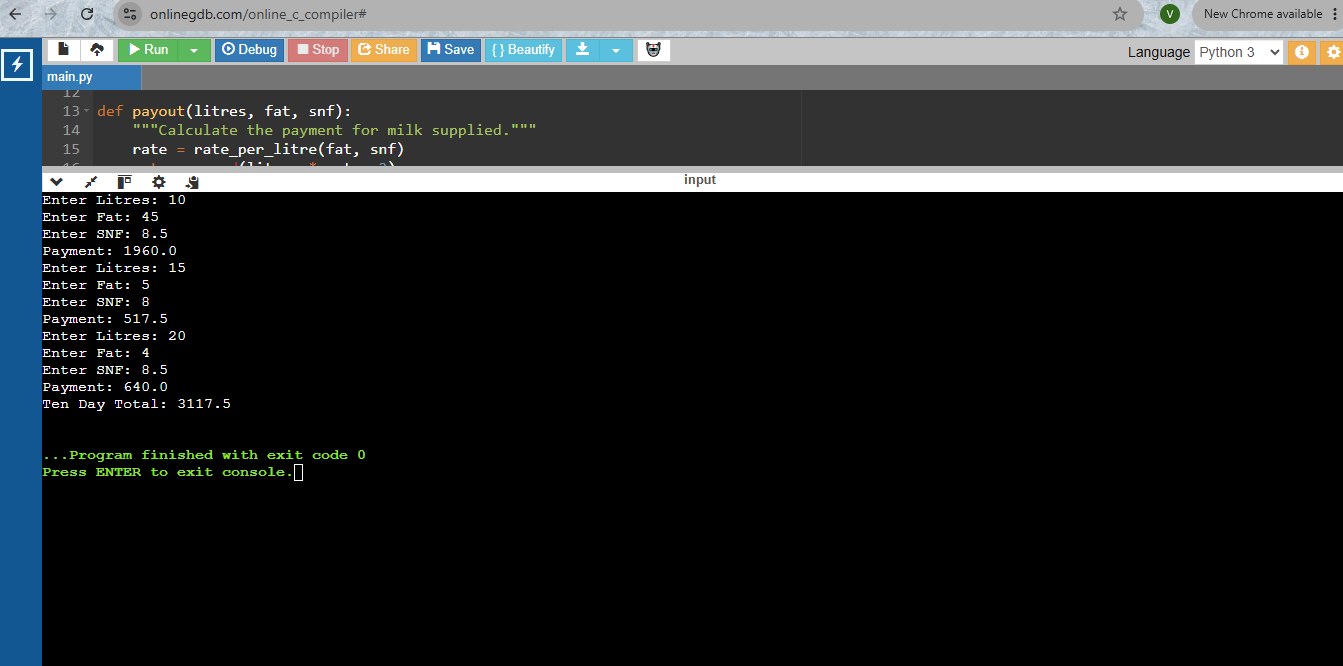 onlinegdb.com/online_c_compiler#
V
New Chrome available
Run
Debug
Stop
Share
Save
{ } Beautify
Language Python 3
main.py
12
13 def payout(litres, fat, snf):
14 """Calculate the payment for milk supplied."""
15 rate = rate_per_litre(fat, snf)
input
Enter Litres: 10
Enter Fat: 45
Enter SNF: 8.5
Payment: 1960.0
Enter Litres: 15
Enter Fat: 5
Enter SNF: 8
Payment: 517.5
Enter Litres: 20
Enter Fat: 4
Enter SNF: 8.5
Payment: 640.0
Ten Day Total: 3117.5
...Program finished with exit code 0
Press ENTER to exit console.